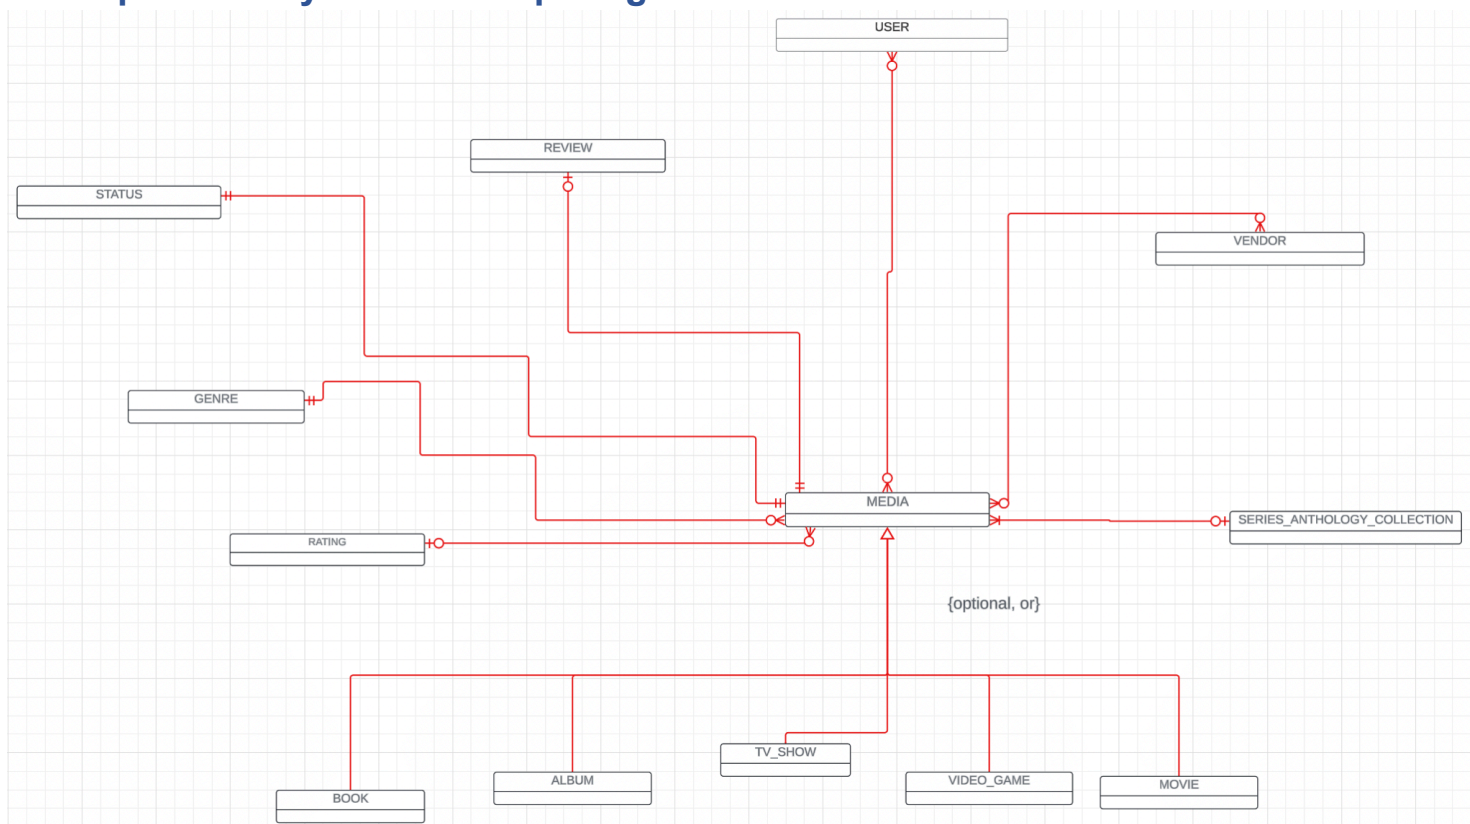 USER
REVIEW
STATUS
VENDOR
GENRE
MEDIA
SERIES_ANTHOLOGY_COLLECTION
RATING
{optional, or}
TV_SHOW
ALBUM
VIDEO_GAME
MOVIE
BOOK